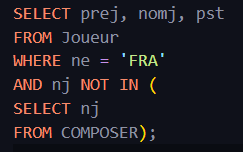 SELECT prej, nomj, pst
FROM Joueur
WHERE ne = 'FRA'
AND nj NOT IN (
SELECT nj
FROM COMPOSER);